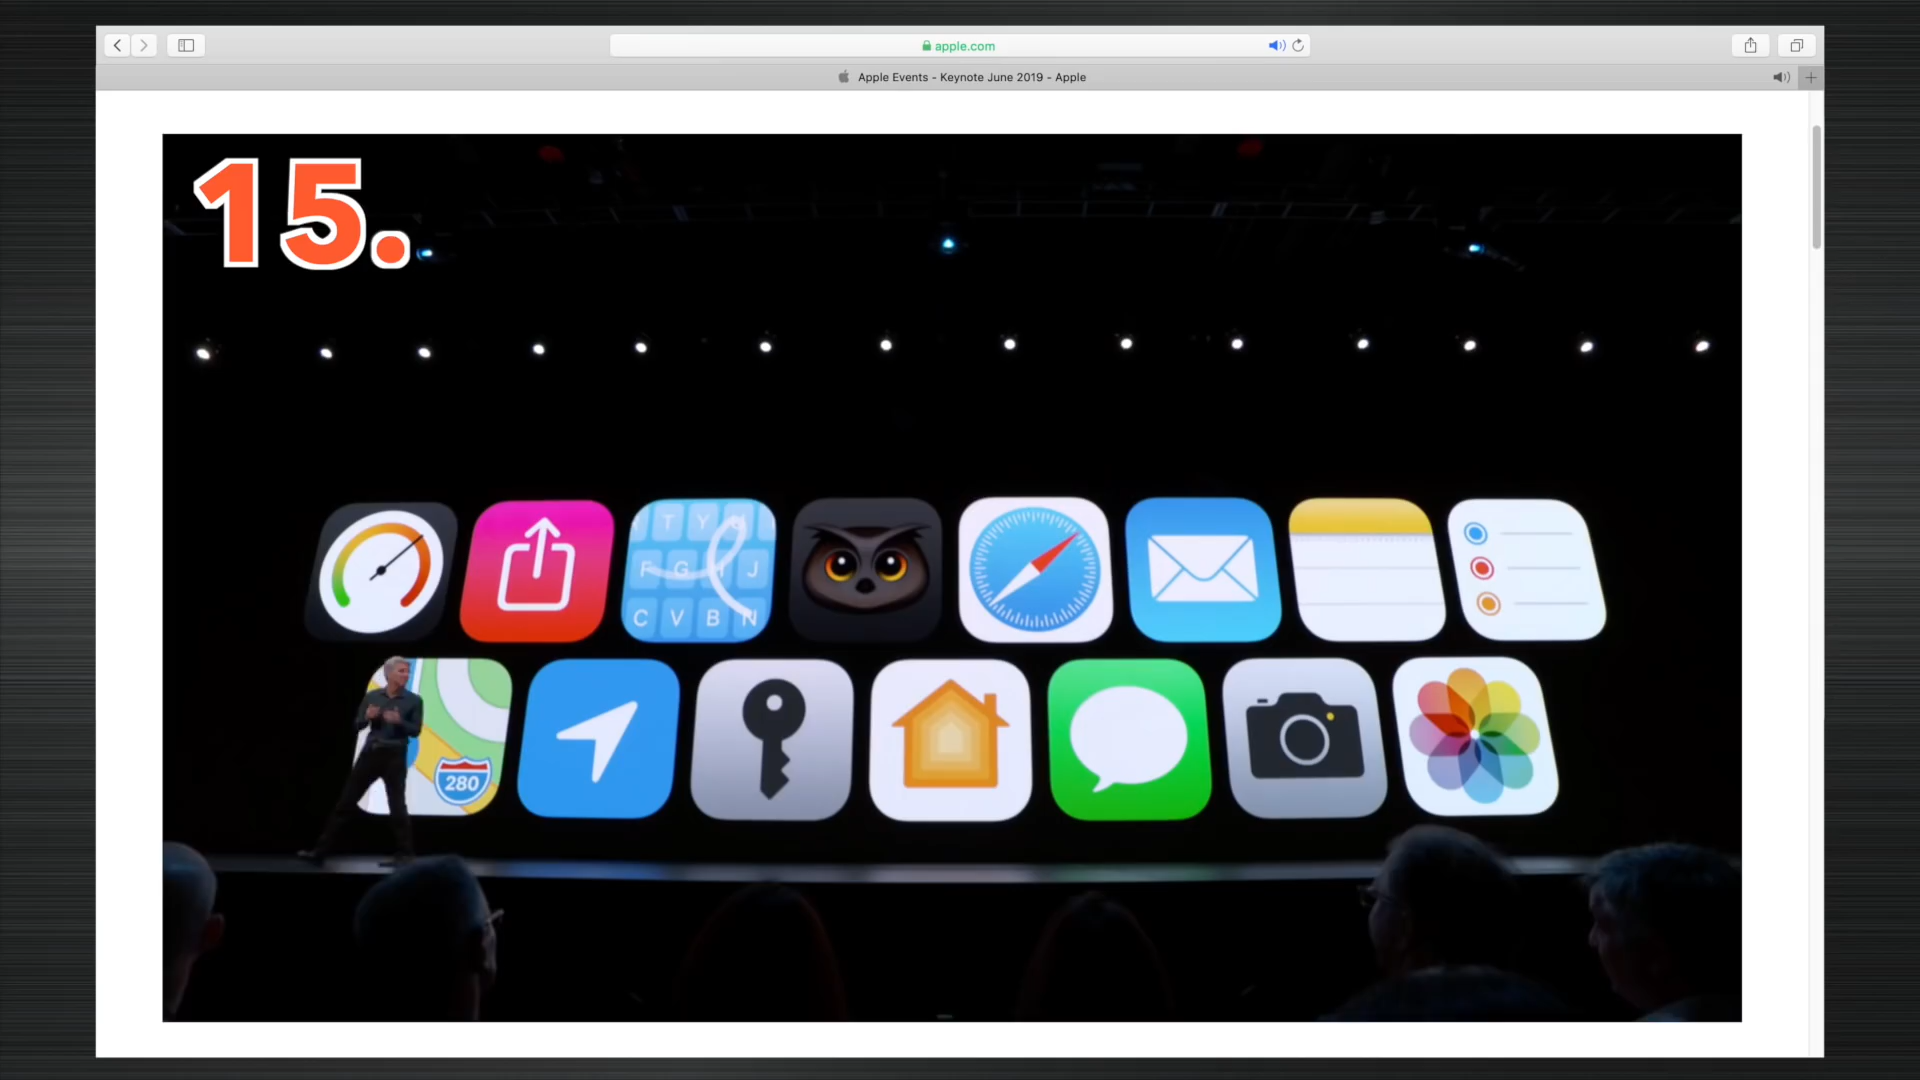 apple.com
Apple Events - Keynote June 2019 - Apple
15.
T Y
F G J
C V B N
280